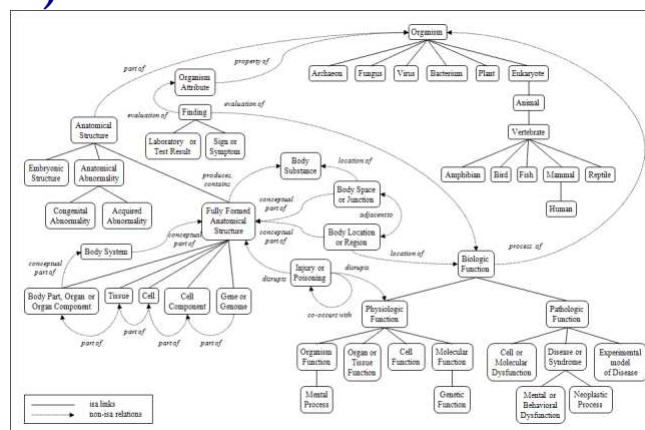 Organism
part of
property of
Organism
Attribute
Archaeon
Fungus
Virus
Bacterium
Plant
Eukaryote
evaluation of
Finding
evaluation of
Animal
Anatomical
Structure
Laboratory or
Test Result
Sign or
Symptom
Vertebrate
Embryonic
Structure
Anatomical
Abnormality
produces,
contains
Body
Substance
location of
Amphibian
Bird
Fish
Mammal
Reptile
Congenital
Abnormality
Acquired
Abnormality
conceptual
part of
Fully Formed
Anatomical
Structure
conceptual
part of
Body Space
or Junction
adjacent to
Human
Body System
conceptual
part of
Body Location
or Region
conceptual
part of
location of
Biologic
Function
process of
disrupts
Injury or
Poisoning
disrupts
Body Part, Organ or
Organ Component
Tissue
Cell
Cell
Component
Gene or
Genome
co-occurs with
Physiologic
Function
Pathologic
Function
part of
part of
part of
part of
Organism
Function
Organ or
Tissue
Function
Cell
Function
Molecular
Function
Cell or
Molecular
Dysfunction
Disease or
Syndrome
Experimental
model
of Disease
Mental
Process
Genetic
Function
Mental or
Behavioral
Dysfunction
Neoplastic
Process
isa links
non-isa relations